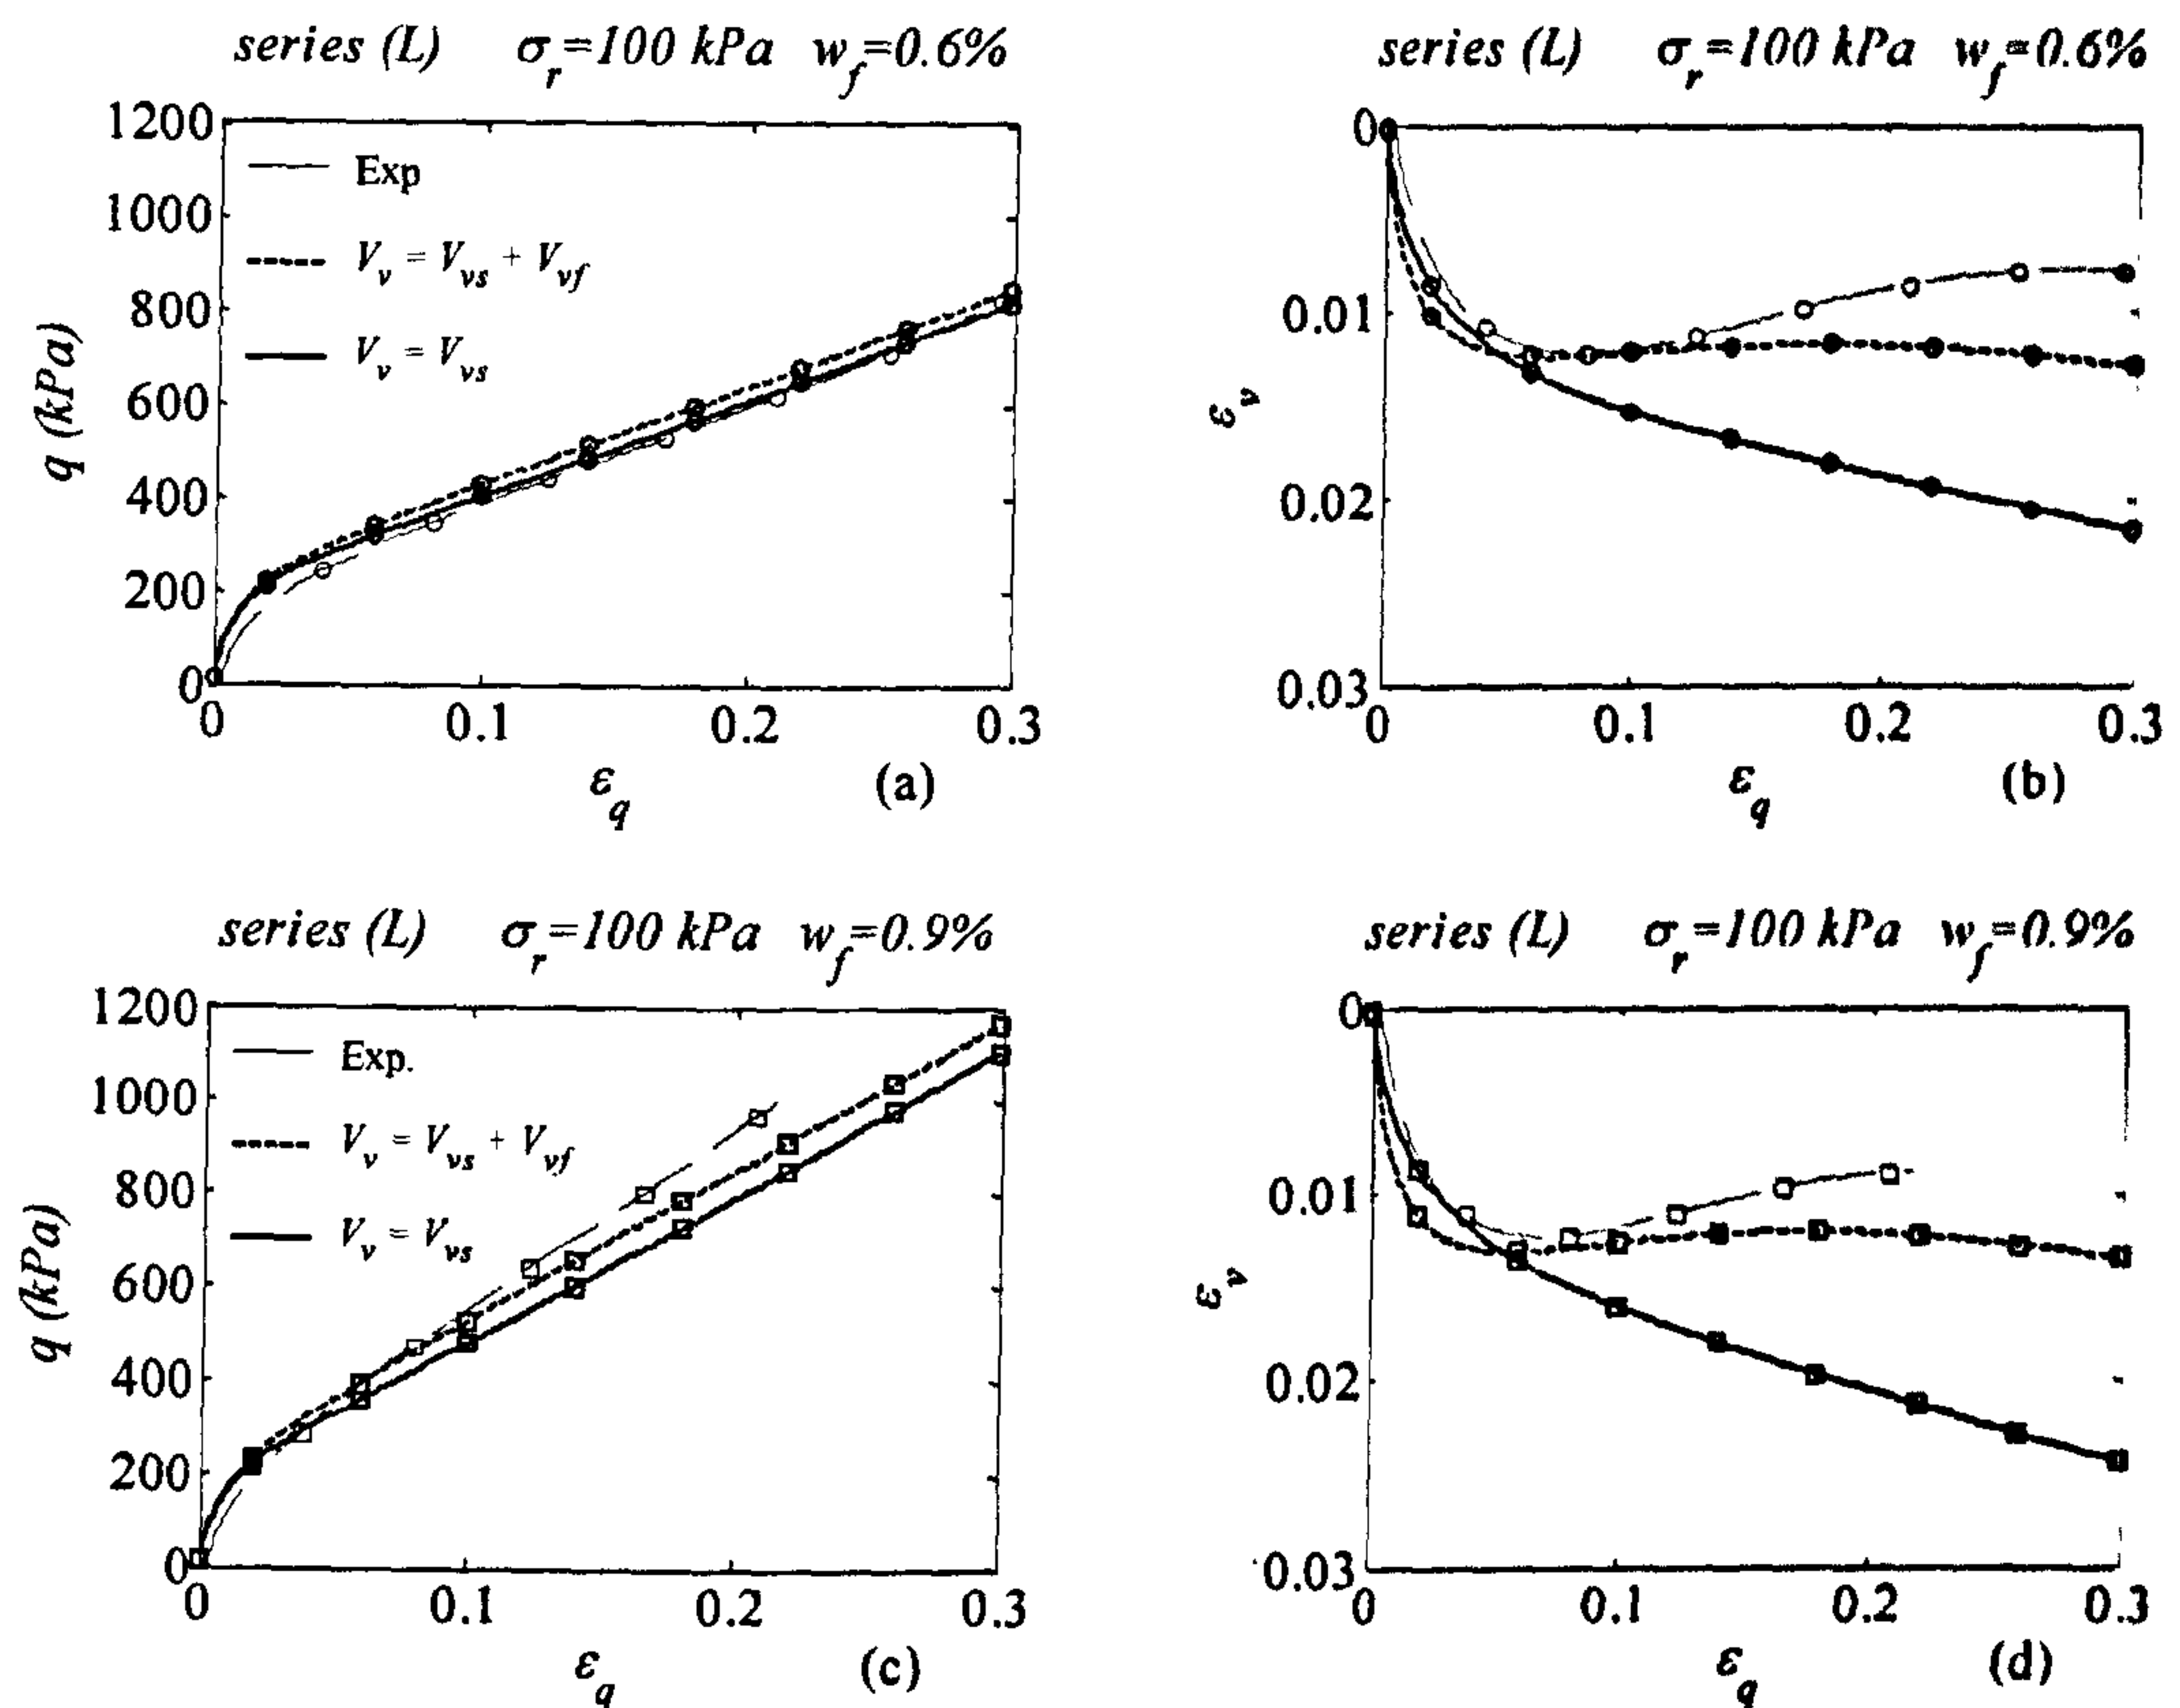 series (L) σr=100 kPa wf=0.6%
1200
1000
800
600
400
200
0
q (kPa)
Exp
Vv = Vvs + Vvf
Vv = Vvs
0 0.1 0.2 0.3
εq (a)
series (L) σr=100 kPa wf=0.6%
0
0.01
0.02
0.03
εv
0 0.1 0.2 0.3
εq (b)
series (L) σr=100 kPa wf=0.9%
1200
1000
800
600
400
200
0
q (kPa)
Exp.
Vv = Vvs + Vvf
Vv = Vvs
0 0.1 0.2 0.3
εq (c)
series (L) σr=100 kPa wf=0.9%
0
0.01
0.02
0.03
εv
0 0.1 0.2 0.3
εq (d)